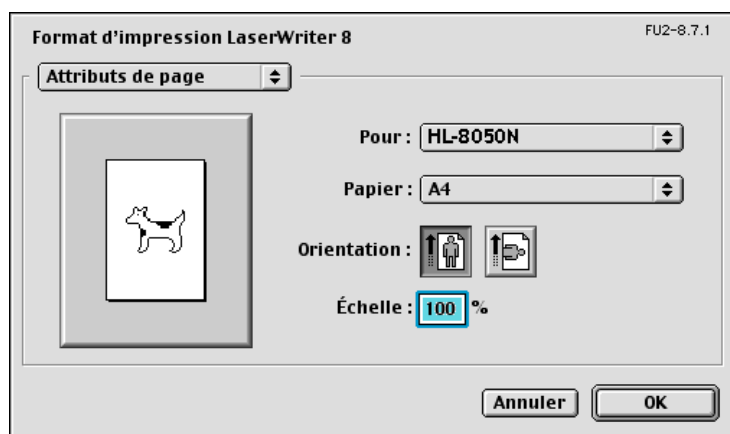 Format d'impression LaserWriter 8
FU2-8.7.1
Attributs de page
Pour : HL-8050N
Papier : A4
Orientation :
Échelle : 100 %
Annuler
OK